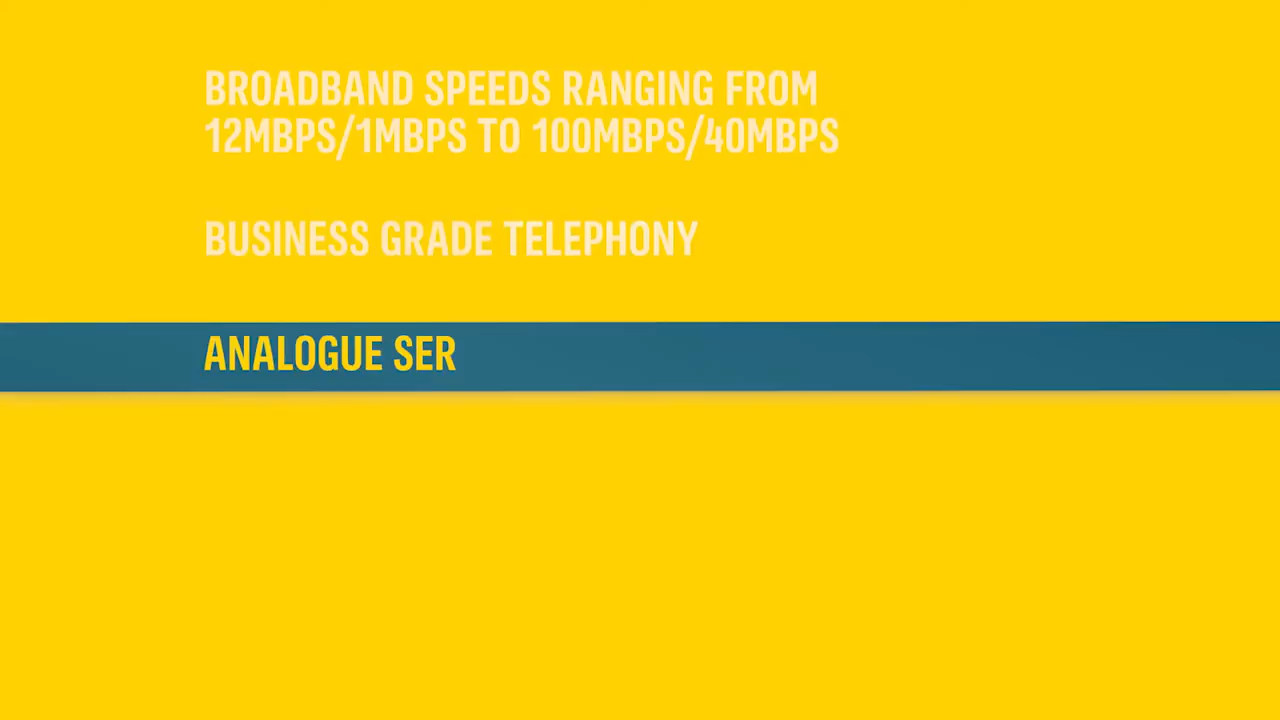 BROADBAND SPEEDS RANGING FROM
12MBPS/1MBPS TO 100MBPS/40MBPS
BUSINESS GRADE TELEPHONY
ANALOGUE SER